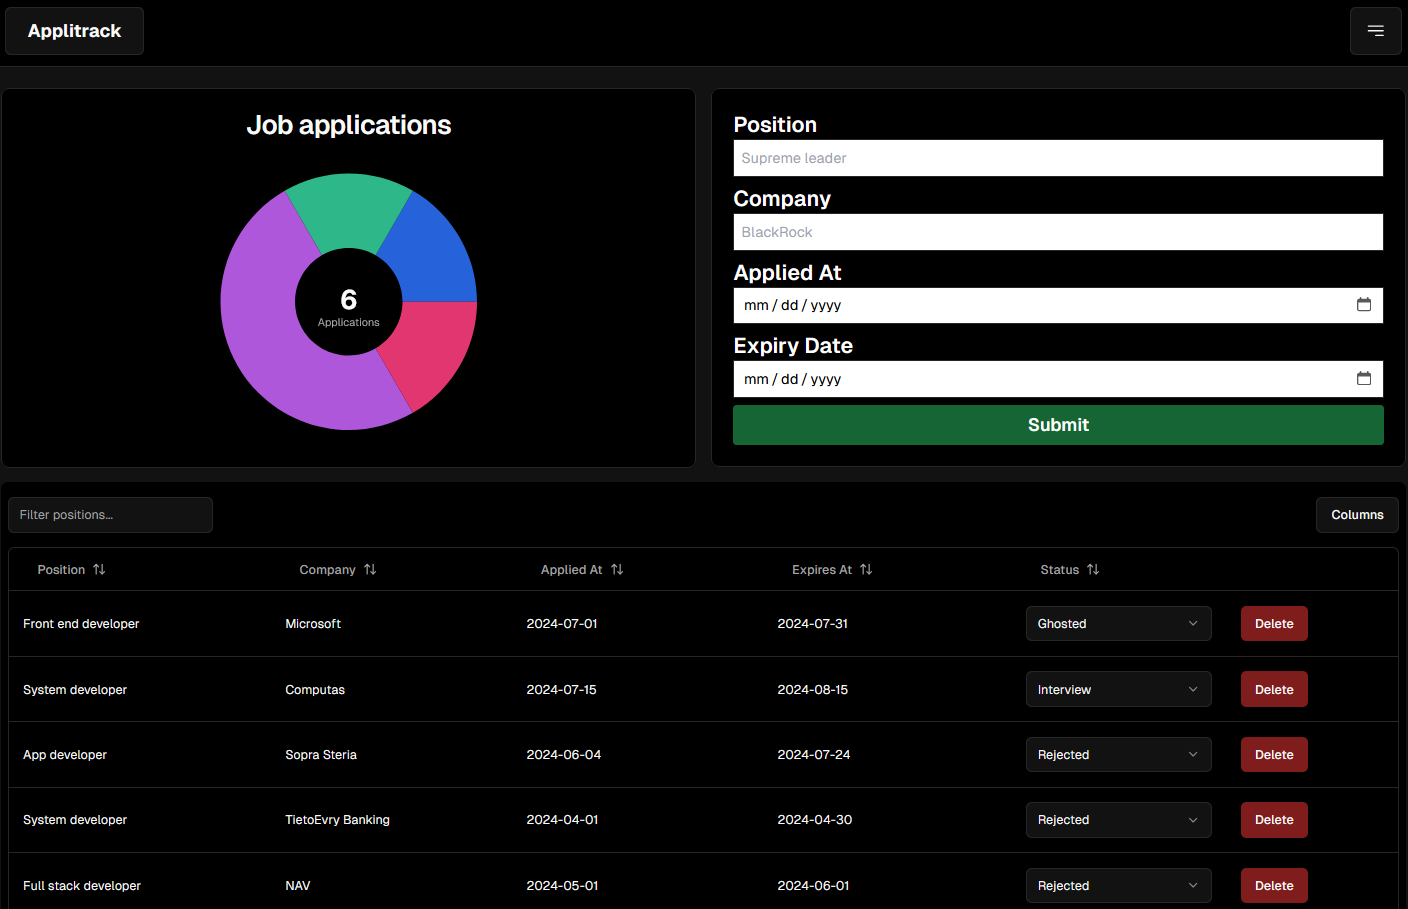 Applitrack
Job applications
6
Applications
Position
Supreme leader
Company
BlackRock
Applied At
mm / dd / yyyy
Expiry Date
mm / dd / yyyy
Submit
Filter positions...
Columns
Position Company Applied At Expires At Status
Front end developer Microsoft 2024-07-01 2024-07-31 Ghosted Delete
System developer Computas 2024-07-15 2024-08-15 Interview Delete
App developer Sopra Steria 2024-06-04 2024-07-24 Rejected Delete
System developer TietoEvry Banking 2024-04-01 2024-04-30 Rejected Delete
Full stack developer NAV 2024-05-01 2024-06-01 Rejected Delete